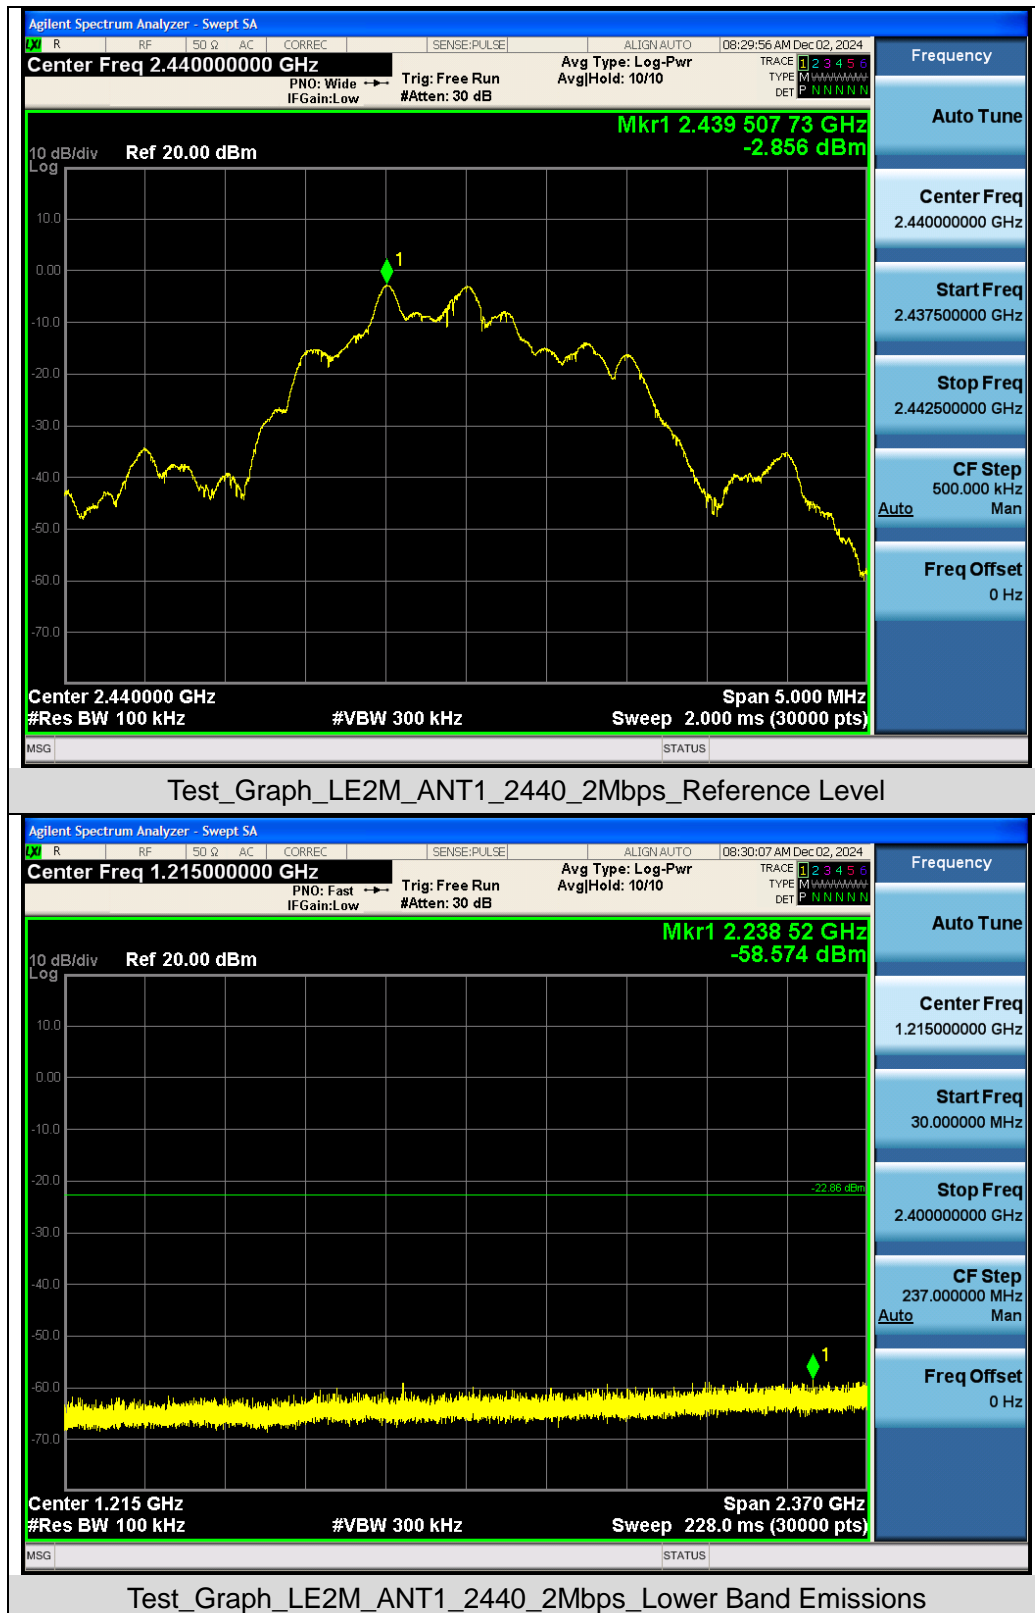 Agilent Spectrum Analyzer - Swept SA
LXI R RF 50 Ω AC CORREC SENSE:PULSE ALIGN AUTO 08:29:56 AM Dec 02, 2024
Center Freq 2.440000000 GHz
Avg Type: Log-Pwr
TRACE 1 2 3 4 5 6
PNO: Wide Trig: Free Run Avg|Hold: 10/10 TYPE M WWWWW
IFGain:Low #Atten: 30 dB DET P N N N N N
Mkr1 2.439 507 73 GHz
-2.856 dBm
10 dB/div Ref 20.00 dBm
Log
10.0
0.00
-10.0
-20.0
-30.0
-40.0
-50.0
-60.0
-70.0
1
Center 2.440000 GHz Span 5.000 MHz
#Res BW 100 kHz #VBW 300 kHz Sweep 2.000 ms (30000 pts)
MSG STATUS
Frequency
Auto Tune
Center Freq
2.440000000 GHz
Start Freq
2.437500000 GHz
Stop Freq
2.442500000 GHz
CF Step
500.000 kHz
Auto Man
Freq Offset
0 Hz
Test_Graph_LE2M_ANT1_2440_2Mbps_Reference Level
Agilent Spectrum Analyzer - Swept SA
LXI R RF 50 Ω AC CORREC SENSE:PULSE ALIGN AUTO 08:30:07 AM Dec 02, 2024
Center Freq 1.215000000 GHz
Avg Type: Log-Pwr
TRACE 1 2 3 4 5 6
PNO: Fast Trig: Free Run Avg|Hold: 10/10 TYPE M WWWWW
IFGain:Low #Atten: 30 dB DET P N N N N N
Mkr1 2.238 52 GHz
-58.574 dBm
10 dB/div Ref 20.00 dBm
Log
10.0
0.00
-10.0
-20.0
-22.86 dBm
-30.0
-40.0
-50.0
-60.0
-70.0
1
Center 1.215 GHz Span 2.370 GHz
#Res BW 100 kHz #VBW 300 kHz Sweep 228.0 ms (30000 pts)
MSG STATUS
Frequency
Auto Tune
Center Freq
1.215000000 GHz
Start Freq
30.000000 MHz
Stop Freq
2.400000000 GHz
CF Step
237.000000 MHz
Auto Man
Freq Offset
0 Hz
Test_Graph_LE2M_ANT1_2440_2Mbps_Lower Band Emissions